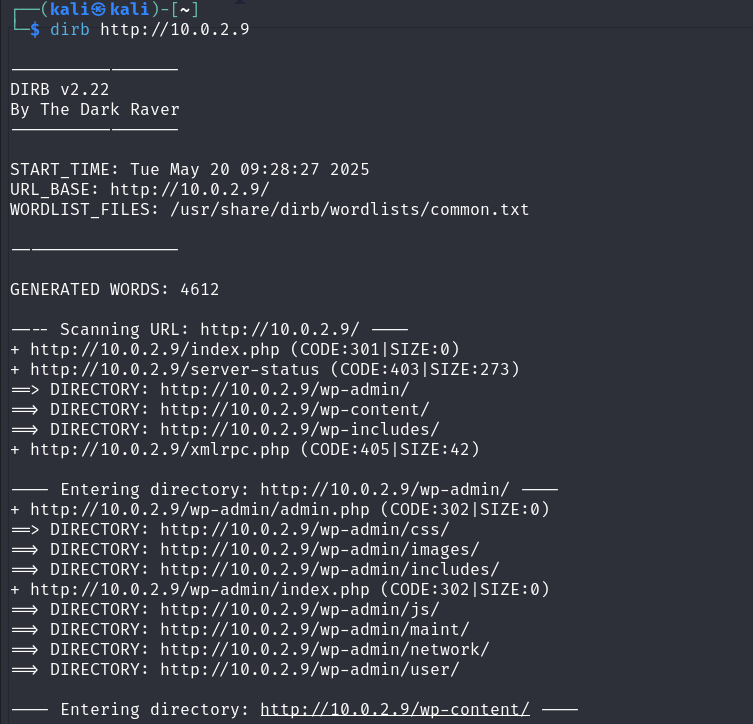 ┌──(kali㉿kali)-[~]
└─$ dirb http://10.0.2.9
-----------------
DIRB v2.22
By The Dark Raver
-----------------
START_TIME: Tue May 20 09:28:27 2025
URL_BASE: http://10.0.2.9/
WORDLIST_FILES: /usr/share/dirb/wordlists/common.txt
-----------------
GENERATED WORDS: 4612
---- Scanning URL: http://10.0.2.9/ ----
+ http://10.0.2.9/index.php (CODE:301|SIZE:0)
+ http://10.0.2.9/server-status (CODE:403|SIZE:273)
==> DIRECTORY: http://10.0.2.9/wp-admin/
==> DIRECTORY: http://10.0.2.9/wp-content/
==> DIRECTORY: http://10.0.2.9/wp-includes/
+ http://10.0.2.9/xmlrpc.php (CODE:405|SIZE:42)
---- Entering directory: http://10.0.2.9/wp-admin/ ----
+ http://10.0.2.9/wp-admin/admin.php (CODE:302|SIZE:0)
==> DIRECTORY: http://10.0.2.9/wp-admin/css/
==> DIRECTORY: http://10.0.2.9/wp-admin/images/
==> DIRECTORY: http://10.0.2.9/wp-admin/includes/
+ http://10.0.2.9/wp-admin/index.php (CODE:302|SIZE:0)
==> DIRECTORY: http://10.0.2.9/wp-admin/js/
==> DIRECTORY: http://10.0.2.9/wp-admin/maint/
==> DIRECTORY: http://10.0.2.9/wp-admin/network/
==> DIRECTORY: http://10.0.2.9/wp-admin/user/
---- Entering directory: http://10.0.2.9/wp-content/ ----